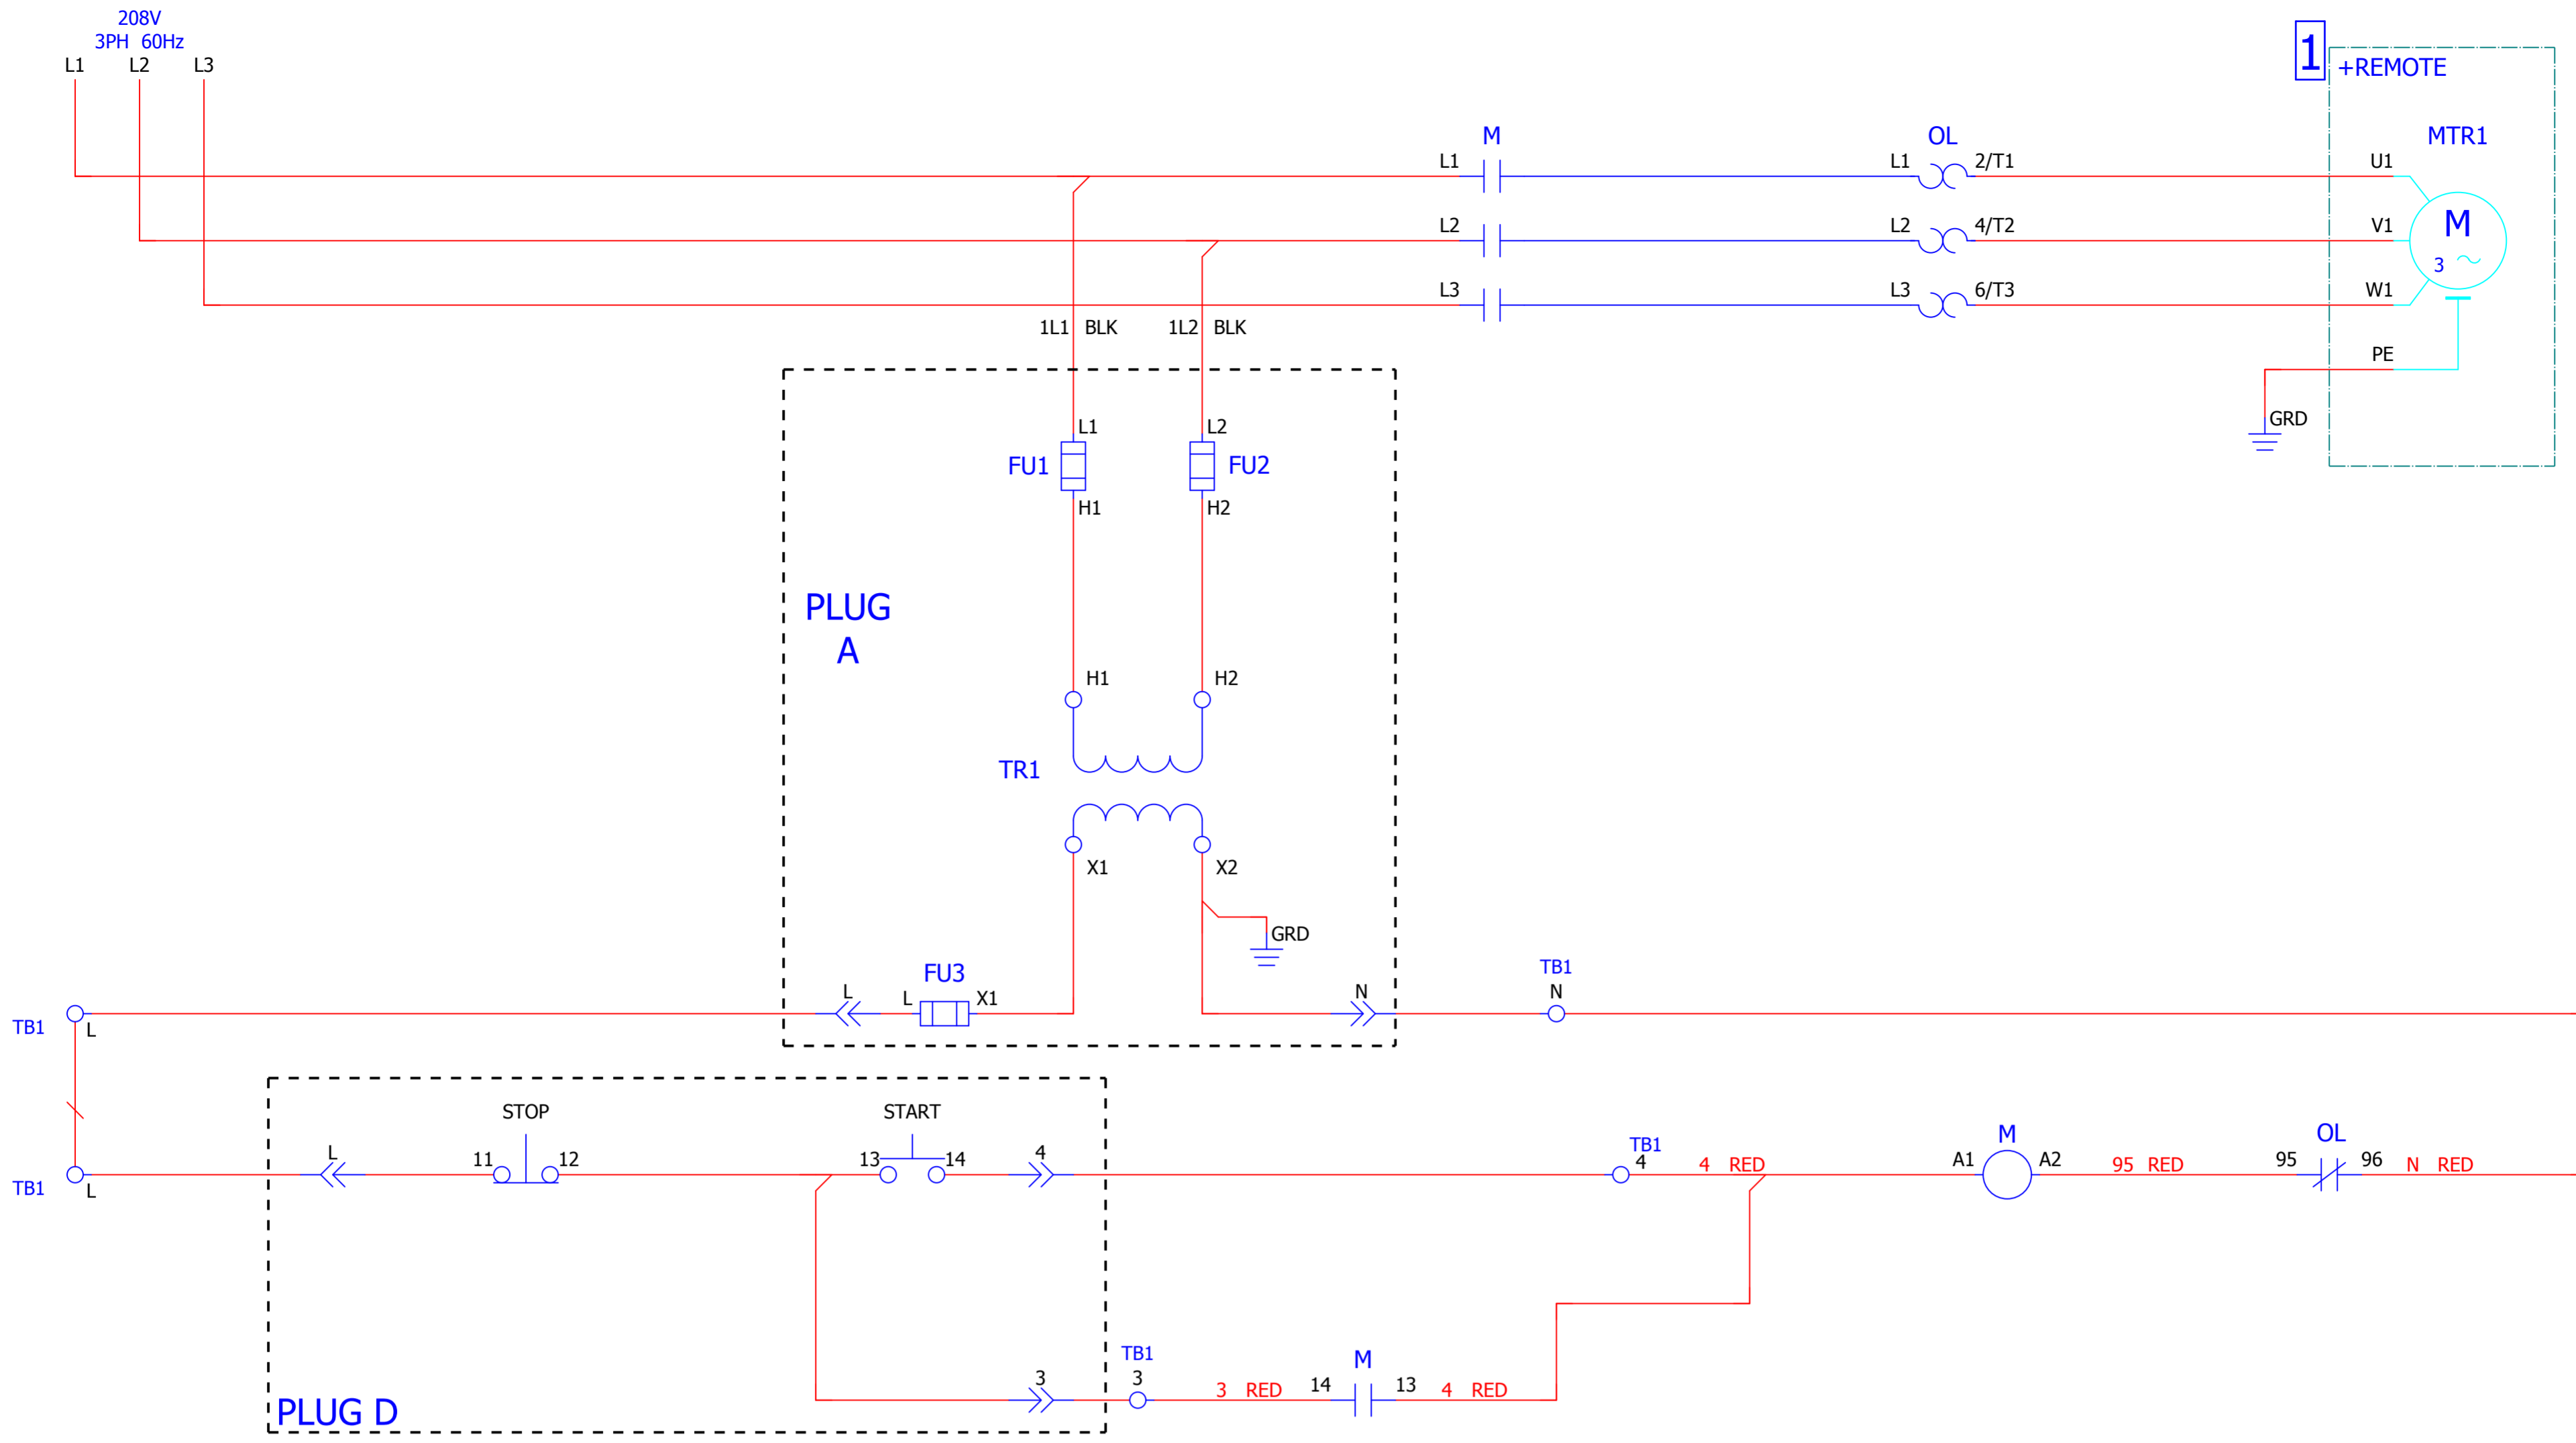 208V
3PH 60Hz
L1 L2 L3
1
+REMOTE
M OL MTR1
L1 L1 2/T1 U1
L2 L2 4/T2 V1 M
3
L3 L3 6/T3 W1
1L1 BLK 1L2 BLK
PE
GRD
L1 L2
FU1 FU2
H1 H2
PLUG
A
H1 H2
TR1
X1 X2
GRD
FU3 TB1
L L X1 N N
TB1 L
STOP START
TB1 M OL
L 11 12 13 14 4 4 4 RED A1 A2 95 RED 95 96 N RED
TB1 L
TB1 M
3 3 3 RED 14 13 4 RED
PLUG D